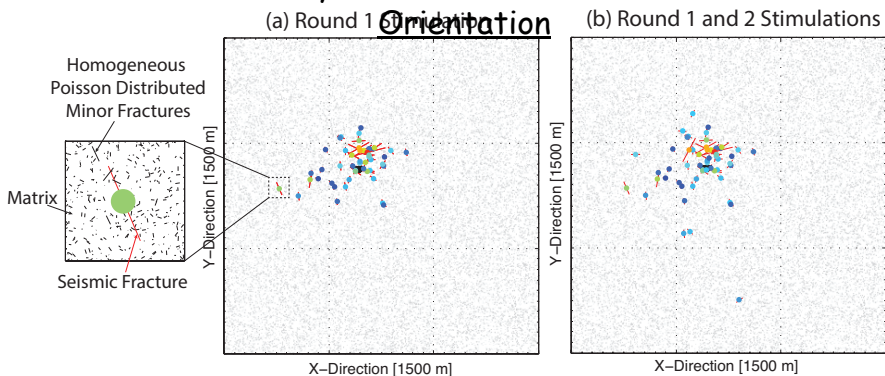 (a) Round 1 Stimulation
Orientation
(b) Round 1 and 2 Stimulations
Homogeneous
Poisson Distributed
Minor Fractures
Matrix
Seismic Fracture
Y-Direction [1500 m]
X-Direction [1500 m]
Y-Direction [1500 m]
X-Direction [1500 m]